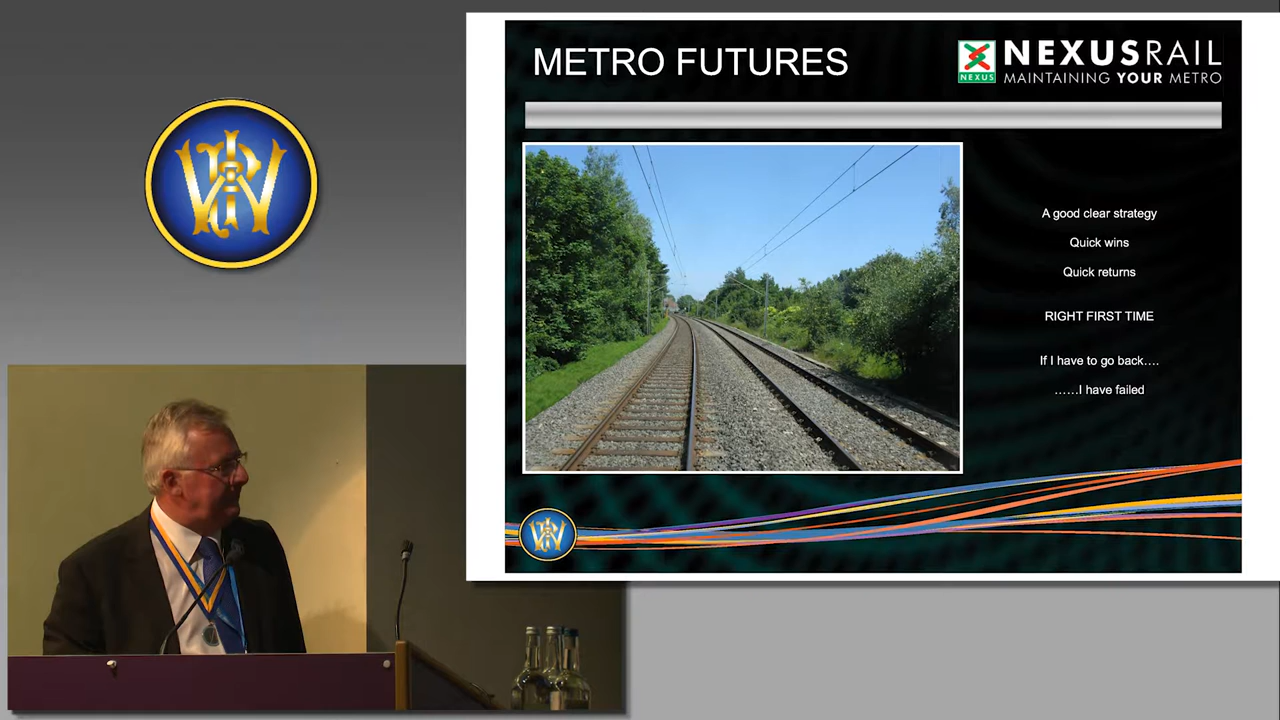 METRO FUTURES
NEXUS
NEXUSRAIL
MAINTAINING YOUR METRO
A good clear strategy
Quick wins
Quick returns
RIGHT FIRST TIME
If I have to go back....
......I have failed